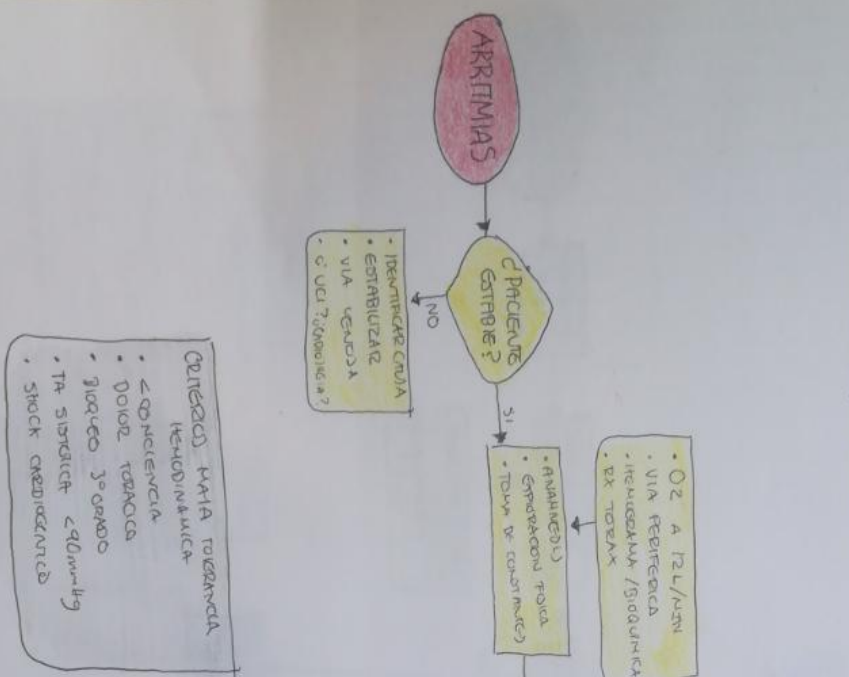 ARRITMIAS
¿PACIENTE
ESTABLE?
NO
SI
• IDENTIFICAR CAUSA
• ESTABILIZAR
• VIA VENOSA
• ¿UCI? ¿CARDIOLOGIA?
• O2 A 12L/MIN
• VIA PERIFERICA
• HEMOGRAMA / BIOQUIMICA
• RX TORAX
• ANAMNESIS
• EXPLORACION FISICA
• TOMA DE CONSTANTES
CRITERIOS MALA TOLERANCIA
HEMODINAMICA
• <CONCIENCIA
• DOLOR TORACICO
• BLOQUEO 3º GRADO
• TA SISTOLICA <90mmHg
• SHOCK CARDIOGENICO